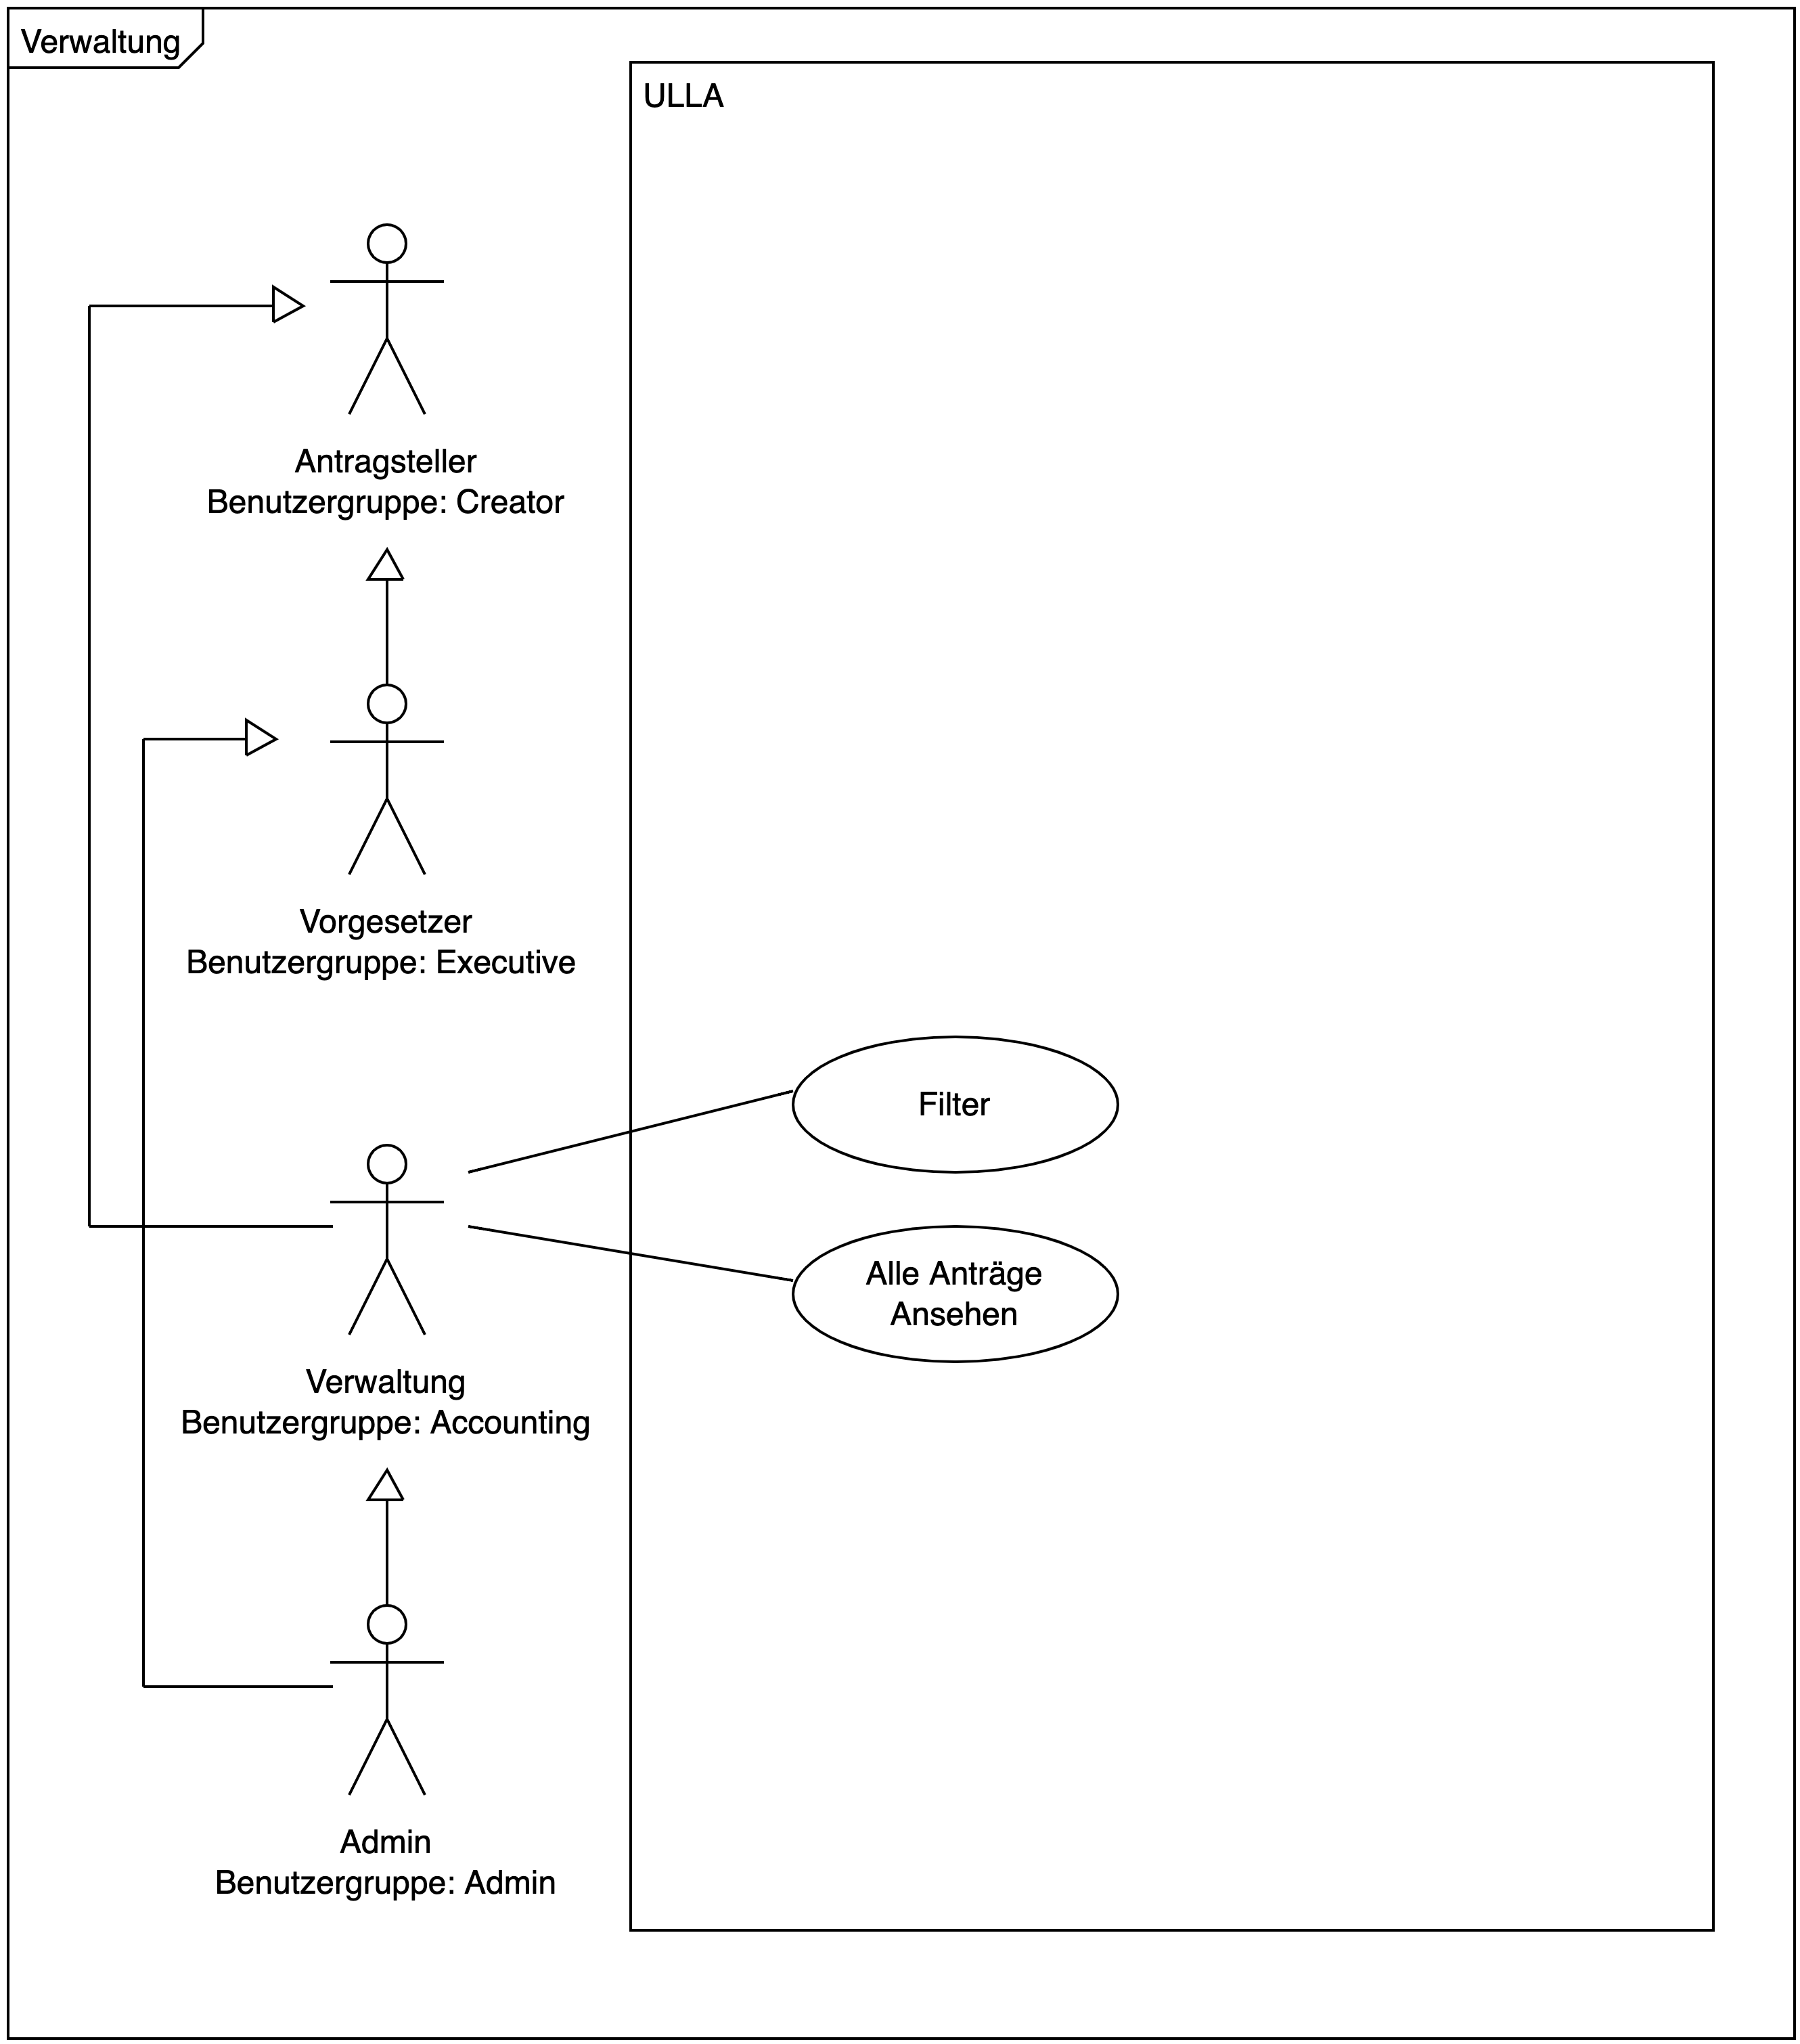 Verwaltung
ULLA
Antragsteller
Benutzergruppe: Creator
Vorgesetzer
Benutzergruppe: Executive
Filter
Alle Anträge
Ansehen
Verwaltung
Benutzergruppe: Accounting
Admin
Benutzergruppe: Admin